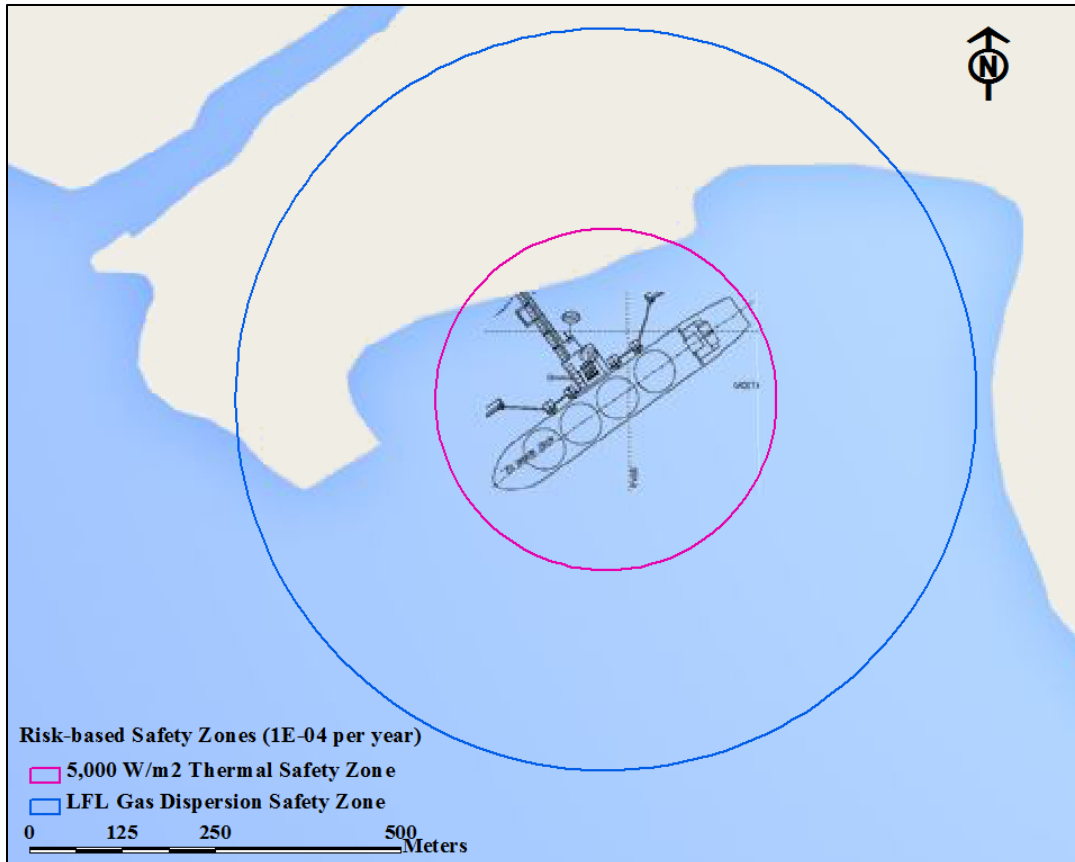 N
Risk-based Safety Zones (1E-04 per year)
5,000 W/m2 Thermal Safety Zone
LFL Gas Dispersion Safety Zone
0 125 250 500
Meters